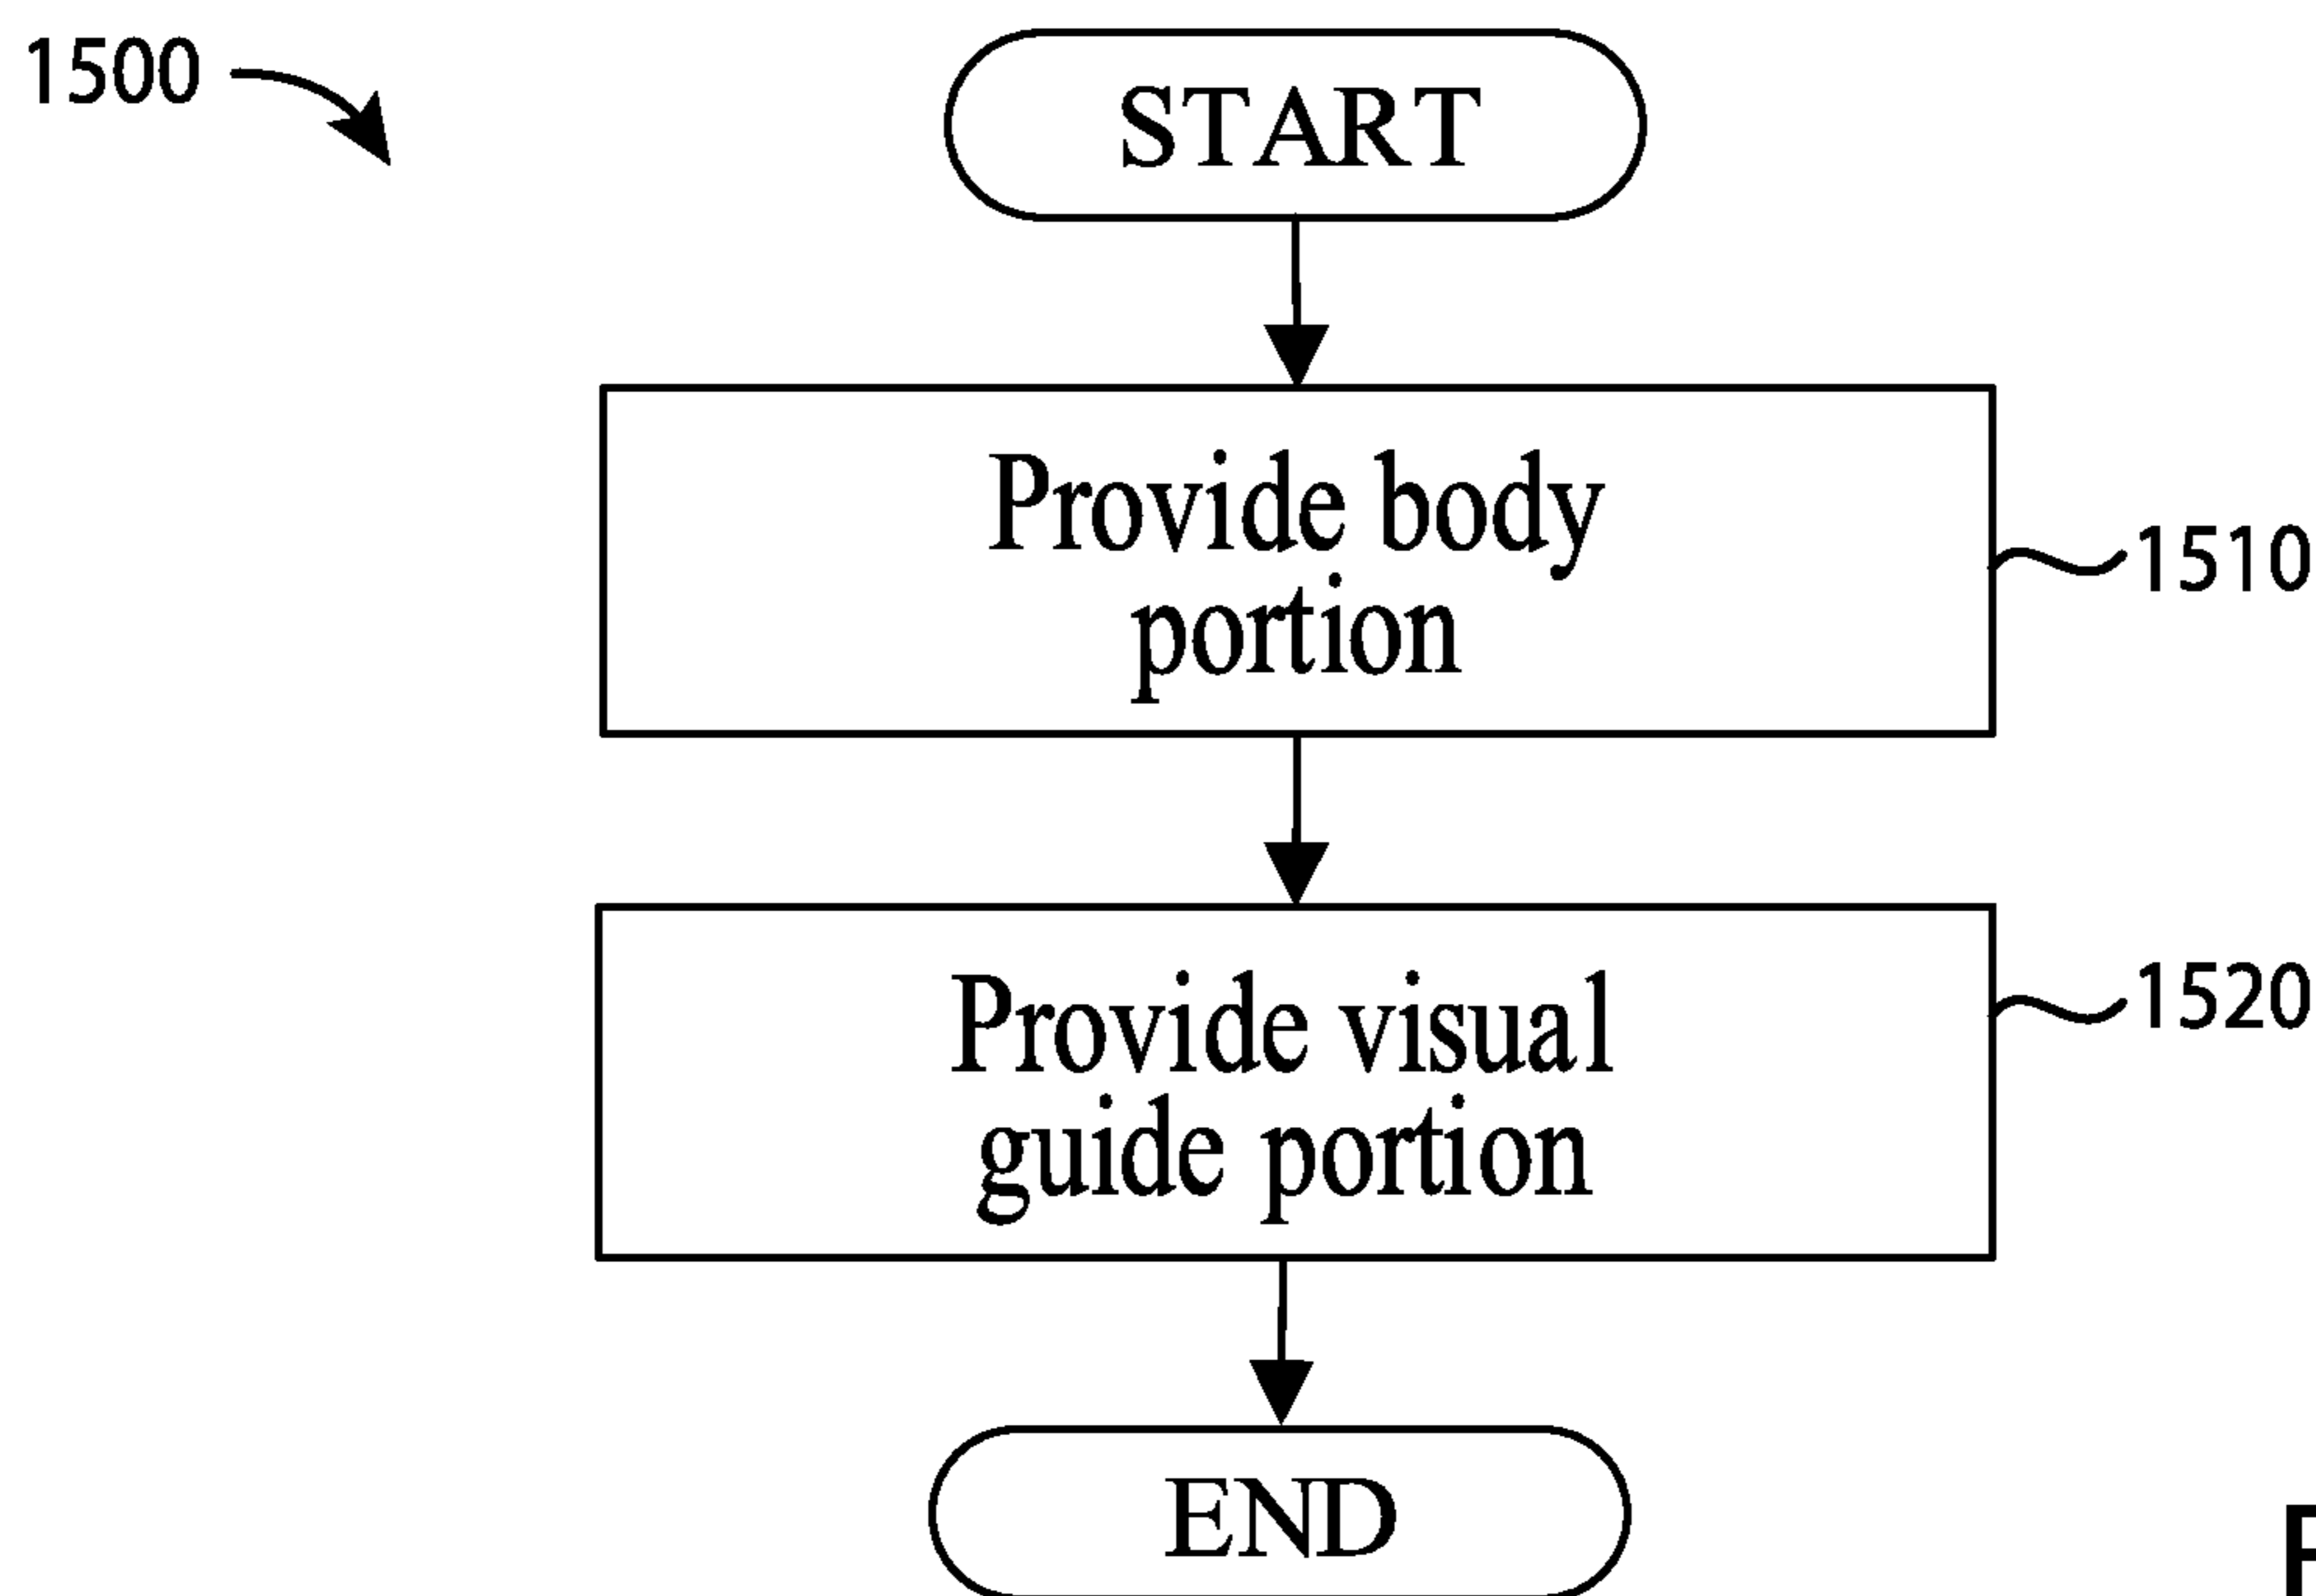 1500
START
Provide body
portion
1510
Provide visual
guide portion
1520
END